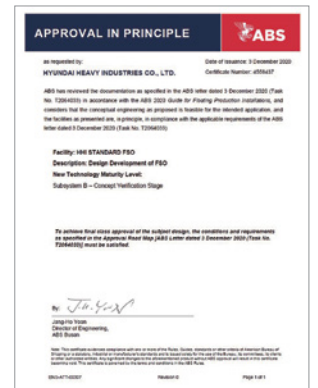 APPROVAL IN PRINCIPLE
ABS
as requested by:
Date of Issuance: 3 December 2020
HYUNDAI HEAVY INDUSTRIES CO., LTD.
Certificate Number:
ABS has reviewed the documentation as specified in the ABS letter dated 3 December 2020 (Task
No. T2064033) in accordance with the ABS 2020 Guide for Floating Production Installations, and
considers that the conceptual engineering as proposed is feasible for the intended application, and
the facilities as presented are, in principle, in compliance with the applicable requirements of the ABS
letter dated 3 December 2020 (Task No. T2064033)
Facility: HHI STANDARD FSO
Description: Design Development of FSO
New Technology Maturity Level:
Subsystem B – Concept Verification Stage
To achieve final class approval of the subject design, the conditions and requirements
as specified in the Approval Road Map [ABS Letter dated 3 December 2020 (Task No.
T2064033)] must be satisfied.
By:
Jang-Ho Yoon
Director of Engineering,
ABS Busan
Revision 0
Page 1 of 1